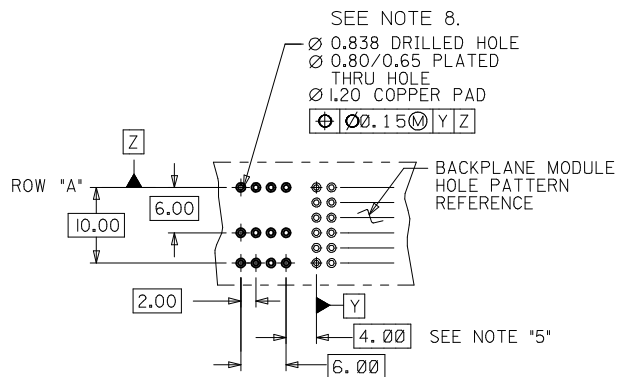 SEE NOTE 8.
Ø 0.838 DRILLED HOLE
Ø 0.80/0.65 PLATED
THRU HOLE
Ø 1.20 COPPER PAD
⌖ Ø0.15Ⓜ Y Z
Z
ROW "A"
BACKPLANE MODULE
HOLE PATTERN
REFERENCE
6.00
10.00
2.00
Y
4.00 SEE NOTE "5"
6.00